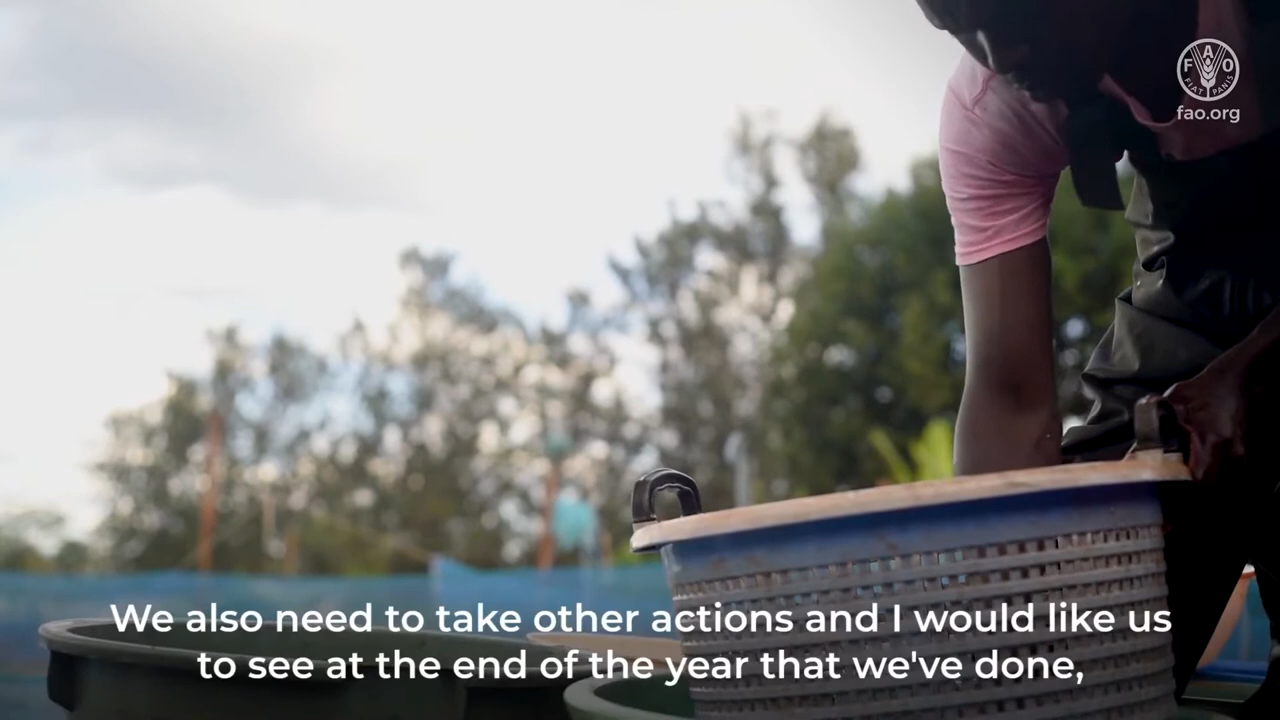 FAO
FIAT PANIS
fao.org
We also need to take other actions and I would like us
to see at the end of the year that we've done,